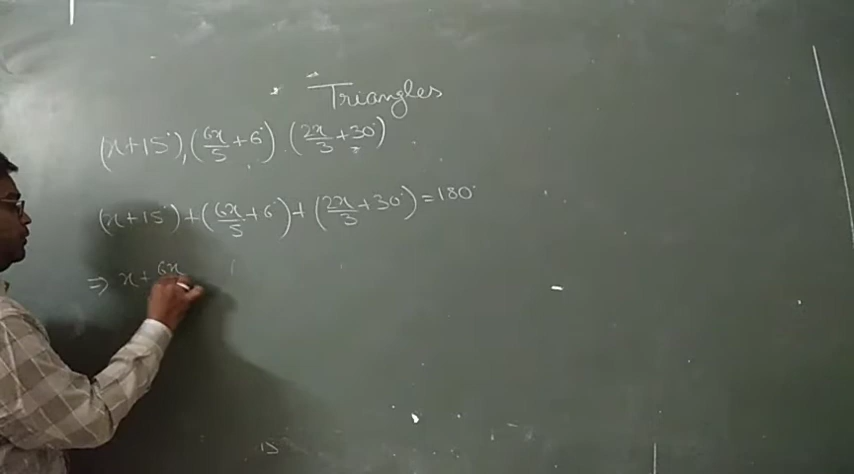 Triangles
(x+15°), (6x/5+6°), (2x/3+30°)
(x+15°)+(6x/5+6°)+(2x/3+30°)=180°
⇒ x+6x